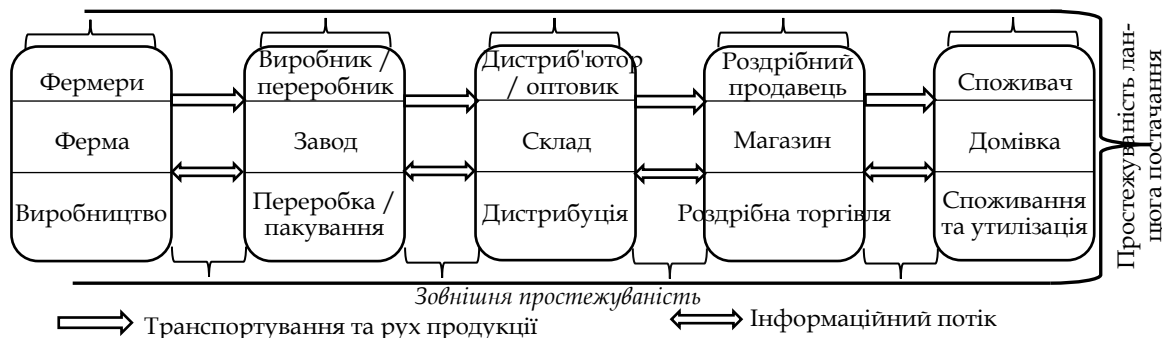 Фермери
Ферма
Виробництво
Виробник /
переробник
Завод
Переробка /
пакування
Дистриб'ютор
/ оптовик
Склад
Дистрибуція
Роздрібний
продавець
Магазин
Роздрібна торгівля
Споживач
Домівка
Споживання
та утилізація
Простежуваність лан-
цюга постачання
Зовнішня простежуваність
Транспортування та рух продукції
Інформаційний потік